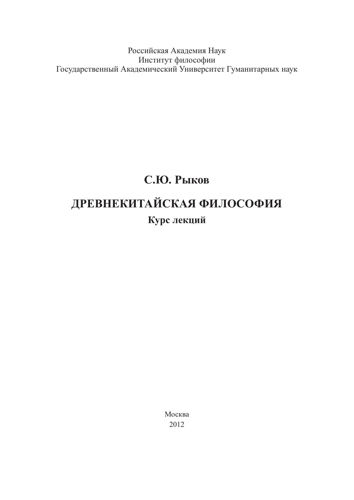 Российская Академия Наук
Институт философии
Государственный Академический Университет Гуманитарных наук
С.Ю. Рыков
ДРЕВНЕКИТАЙСКАЯ ФИЛОСОФИЯ
Курс лекций
Москва
2012